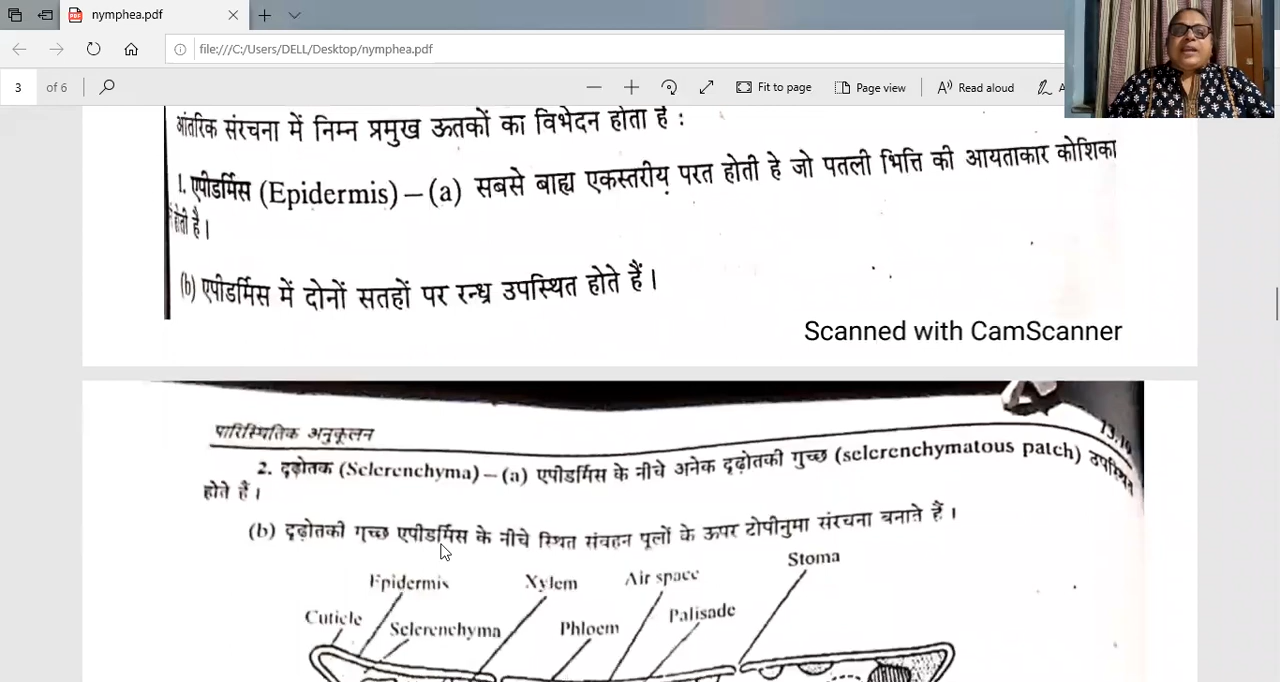 nymphea.pdf
file:///C:/Users/DELL/Desktop/nymphea.pdf
3 of 6
Fit to page
Page view
Read aloud
आंतरिक संरचना में निम्न प्रमुख ऊतकों का विभेदन होता है :
1. एपीडर्मिस (Epidermis) – (a) सबसे बाह्य एकस्तरीय परत होती हे जो पतली भित्ति की आयताकार कोशिका
होती है।
(b) एपीडर्मिस में दोनों सतहों पर रन्ध्र उपस्थित होते हैं।
Scanned with CamScanner
पारिस्थितिक अनुकूलन
2. दृढ़ोतक (Sclerenchyma) – (a) एपीडर्मिस के नीचे अनेक दृढ़ोतकी गुच्छ (sclerenchymatous patch) उपस्थित
होते हैं।
(b) दृढ़ोतकी गुच्छ एपीडर्मिस के नीचे स्थित संवहन पूलों के ऊपर टोपीनुमा संरचना बनाते हैं।
Stoma
Epidermis Xylem Air space
Cuticle Sclerenchyma Phloem Palisade